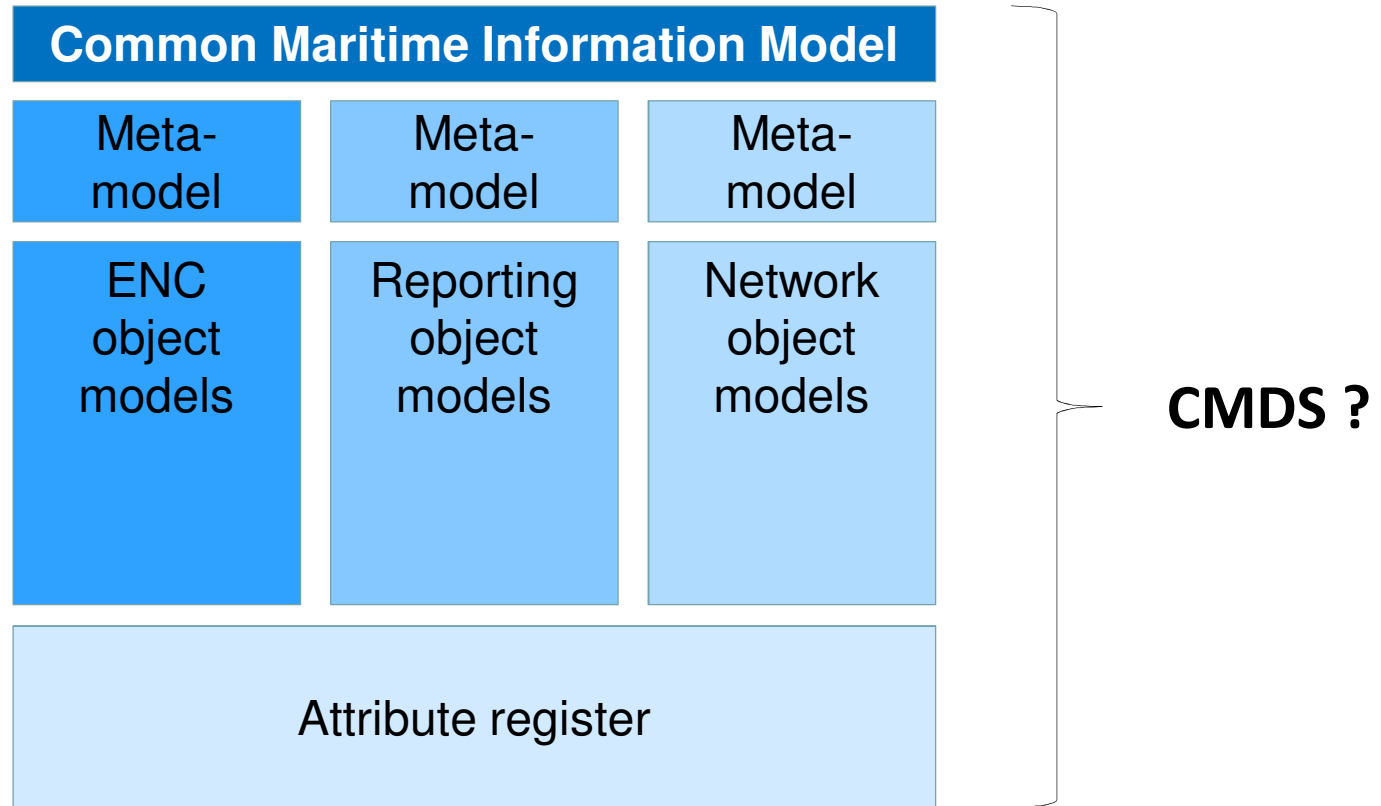 Common Maritime Information Model
Meta-
model
Meta-
model
Meta-
model
ENC
object
models
Reporting
object
models
Network
object
models
CMDS ?
Attribute register